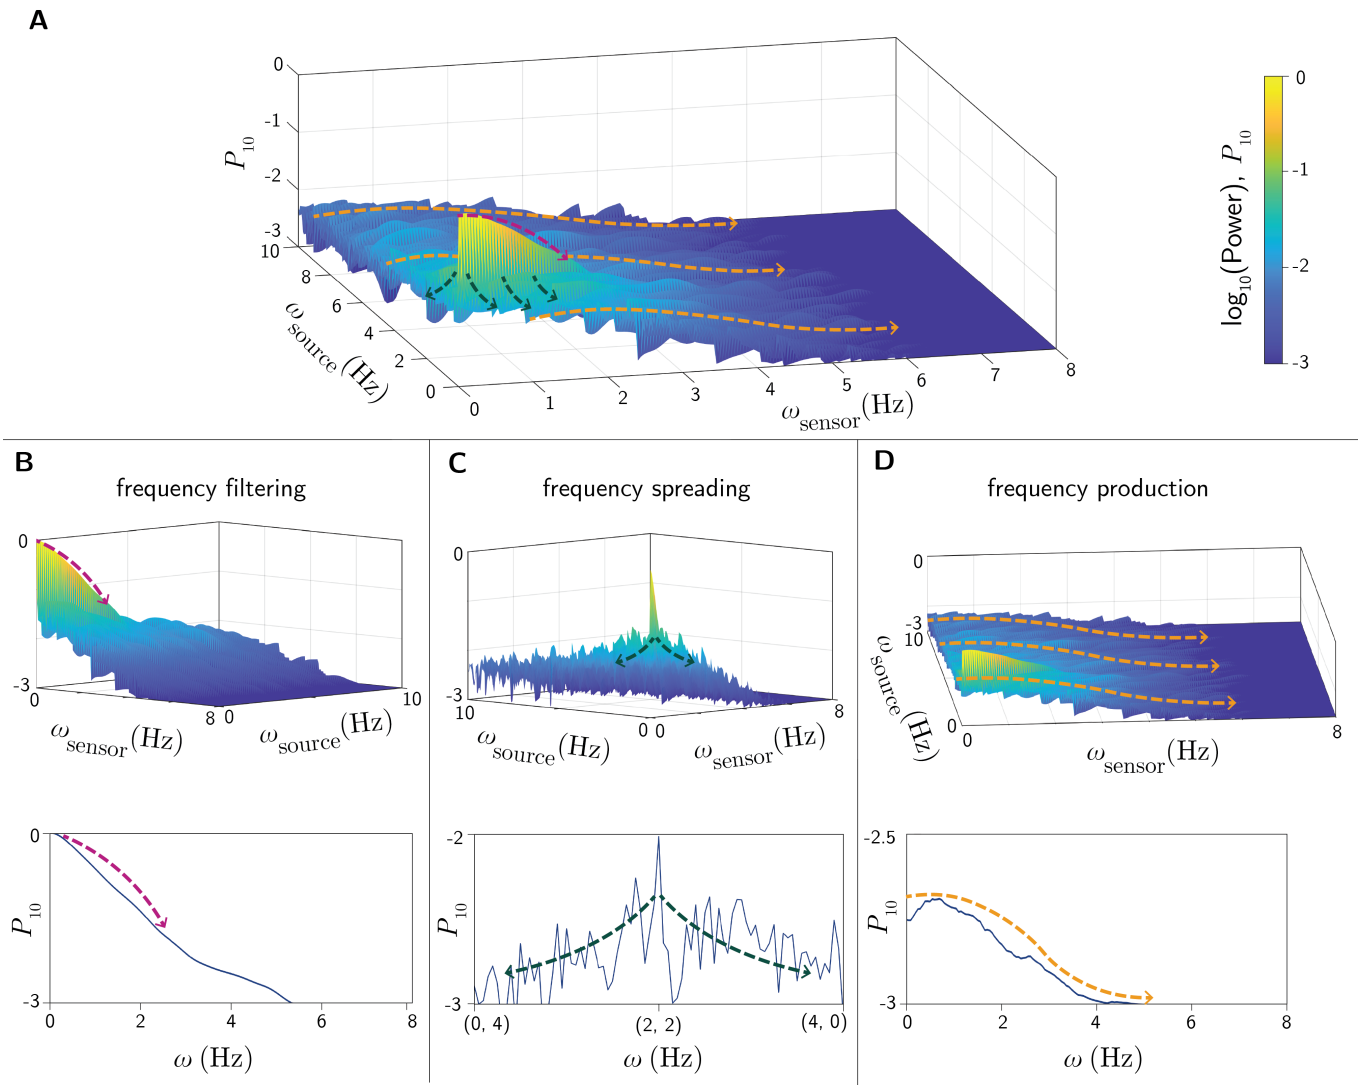 A
0
-1
-2
-3
P10
10
8
6
4
2
0
ωsource(Hz)
0
1
2
3
4
5
6
7
8
ωsensor(Hz)
0
-1
-2
-3
log10(Power), P10
B
frequency filtering
0
-3
0
8
0
10
ωsensor(Hz)
ωsource(Hz)
0
-3
P10
0
2
4
6
8
ω (Hz)
C
frequency spreading
0
-3
10
0
0
8
ωsource(Hz)
ωsensor(Hz)
-2
-3
P10
(0, 4)
(2, 2)
(4, 0)
ω (Hz)
D
frequency production
0
-3
10
0
ωsource(Hz)
0
8
ωsensor(Hz)
-2.5
-3
P10
0
2
4
6
8
ω (Hz)